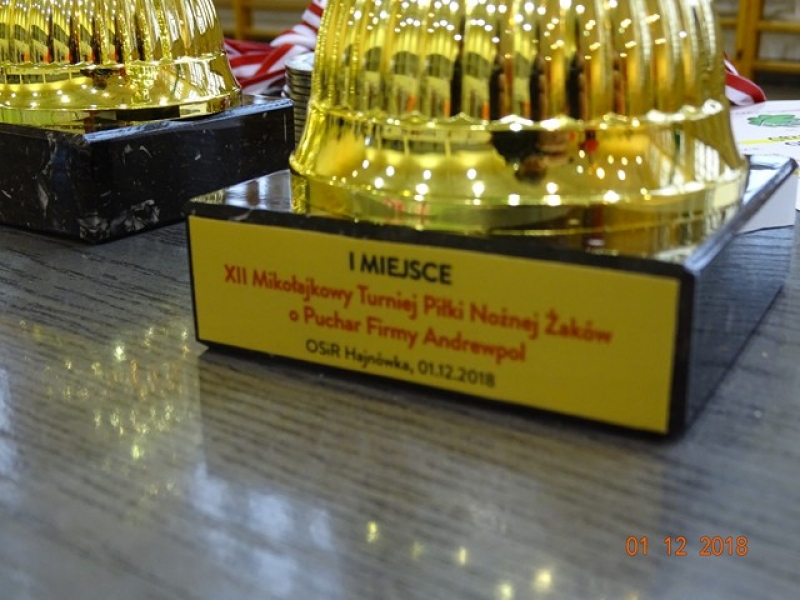 I MIEJSCE
XII Mikołajkowy Turniej Piłki Nożnej Żaków
o Puchar Firmy Andrewpol
OSiR Hajnówka, 01.12.2018
01 12 2018